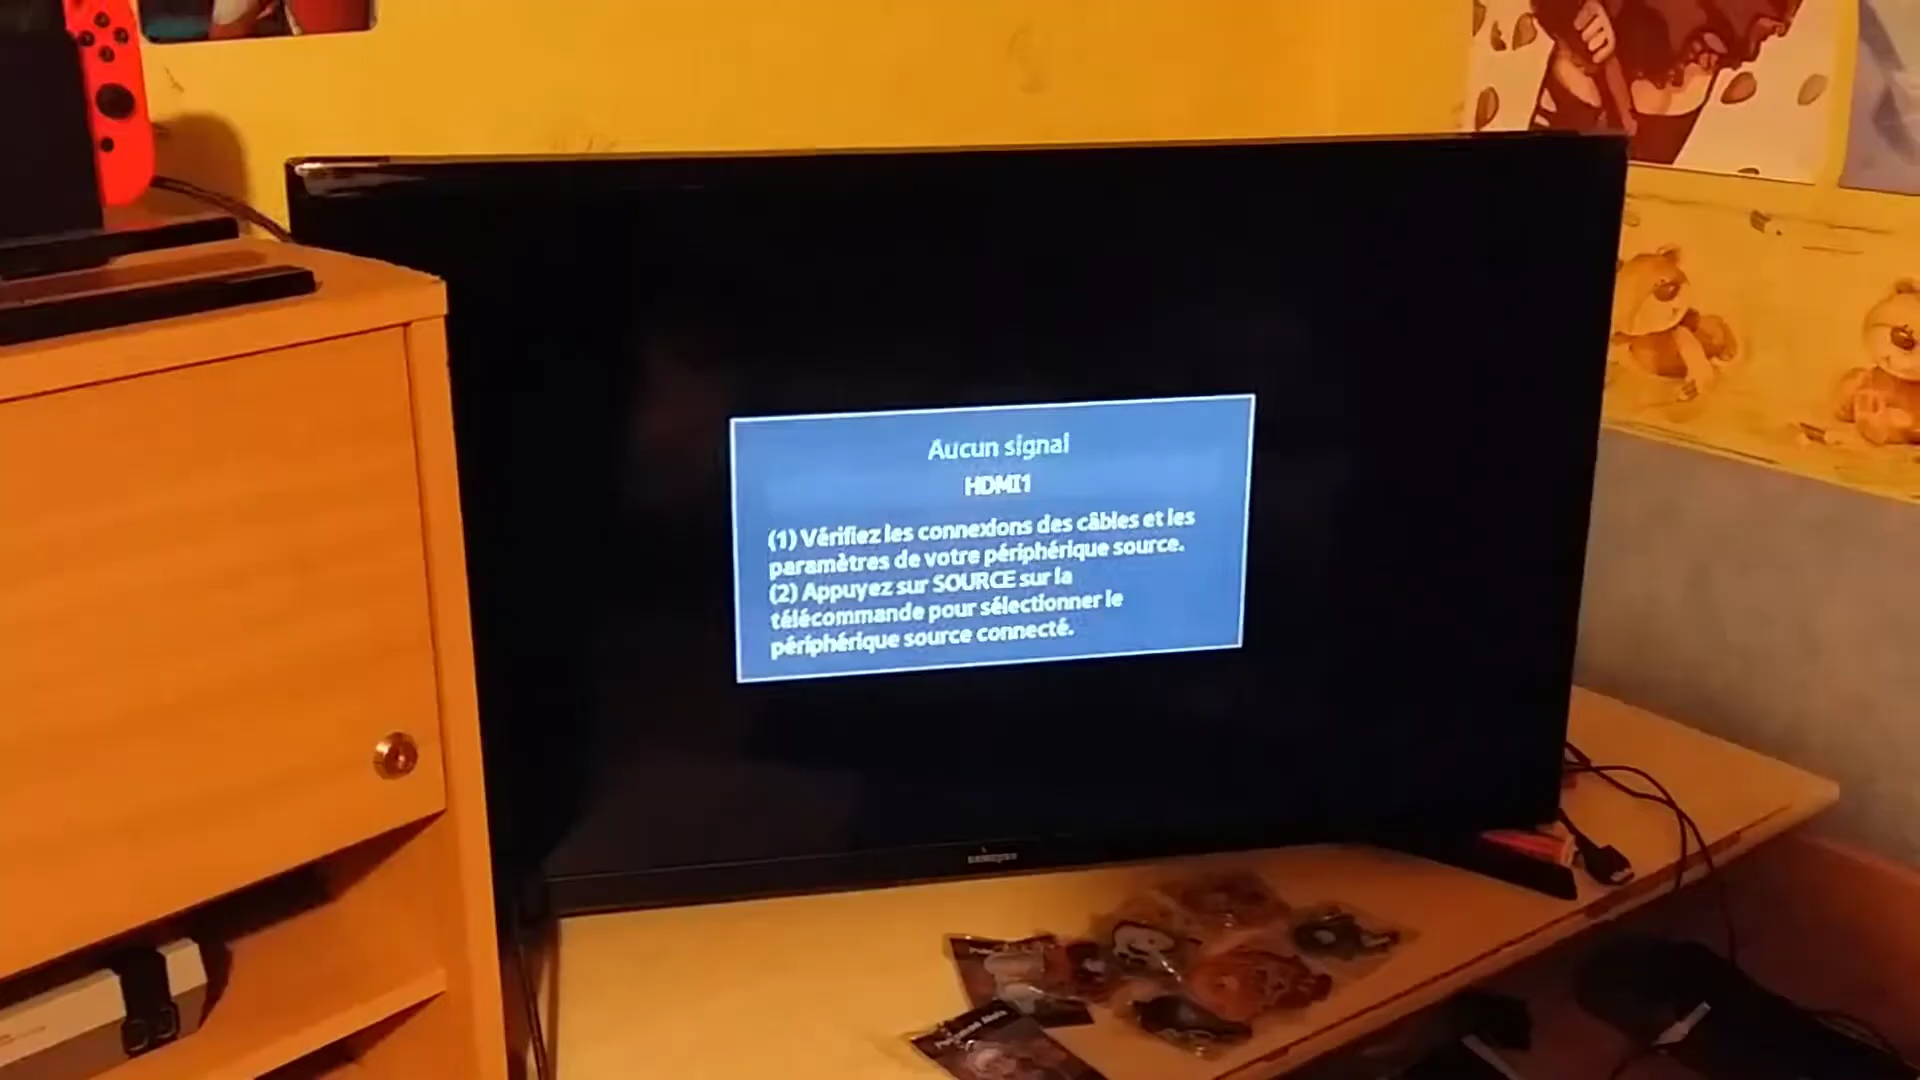 Aucun signal
HDMI1
(1) Vérifiez les connexions des câbles et les
paramètres de votre périphérique source.
(2) Appuyez sur SOURCE sur la
télécommande pour sélectionner le
périphérique source connecté.